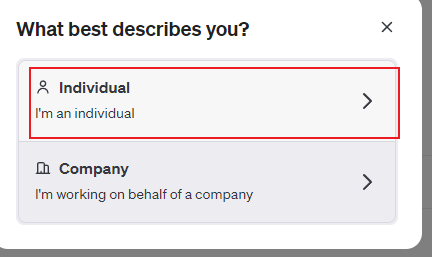 What best describes you?
Individual
I'm an individual
Company
I'm working on behalf of a company